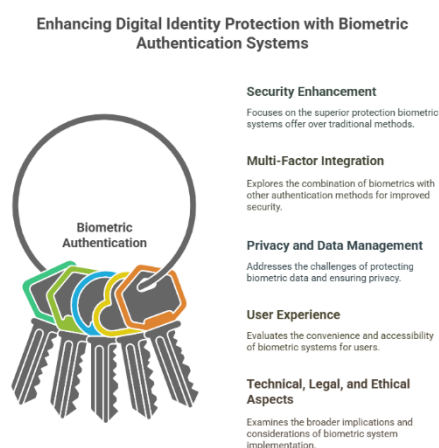 Enhancing Digital Identity Protection with Biometric
Authentication Systems
Biometric
Authentication
Security Enhancement
Focuses on the superior protection biometric
systems offer over traditional methods.
Multi-Factor Integration
Explores the combination of biometrics with
other authentication methods for improved
security.
Privacy and Data Management
Addresses the challenges of protecting
biometric data and ensuring privacy.
User Experience
Evaluates the convenience and accessibility
of biometric systems for users.
Technical, Legal, and Ethical
Aspects
Examines the broader implications and
considerations of biometric system
implementation.